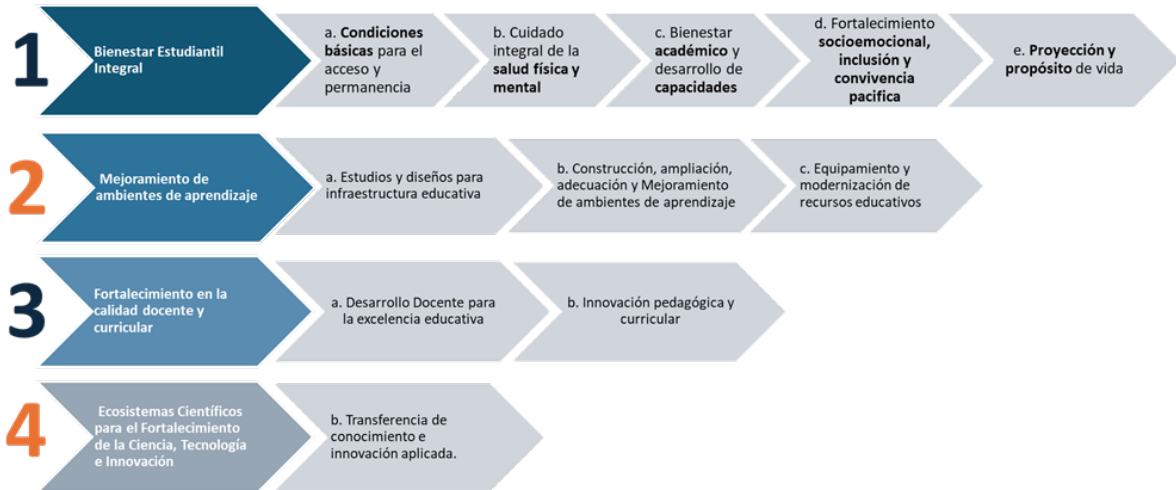 1
Bienestar Estudiantil
Integral
a. Condiciones
básicas para el
acceso y
permanencia
b. Cuidado
integral de la
salud física y
mental
c. Bienestar
académico y
desarrollo de
capacidades
d. Fortalecimiento
socioemocional,
inclusión y
convivencia
pacifica
e. Proyección y
propósito de vida
2
Mejoramiento de
ambientes de aprendizaje
a. Estudios y diseños para
infraestructura educativa
b. Construcción, ampliación,
adecuación y Mejoramiento
de ambientes de aprendizaje
c. Equipamiento y
modernización de
recursos educativos
3
Fortalecimiento en la
calidad docente y
curricular
a. Desarrollo Docente para
la excelencia educativa
b. Innovación pedagógica y
curricular
4
Ecosistemas Científicos
para el Fortalecimiento
de la Ciencia, Tecnología
e Innovación
b. Transferencia de
conocimiento e
innovación aplicada.